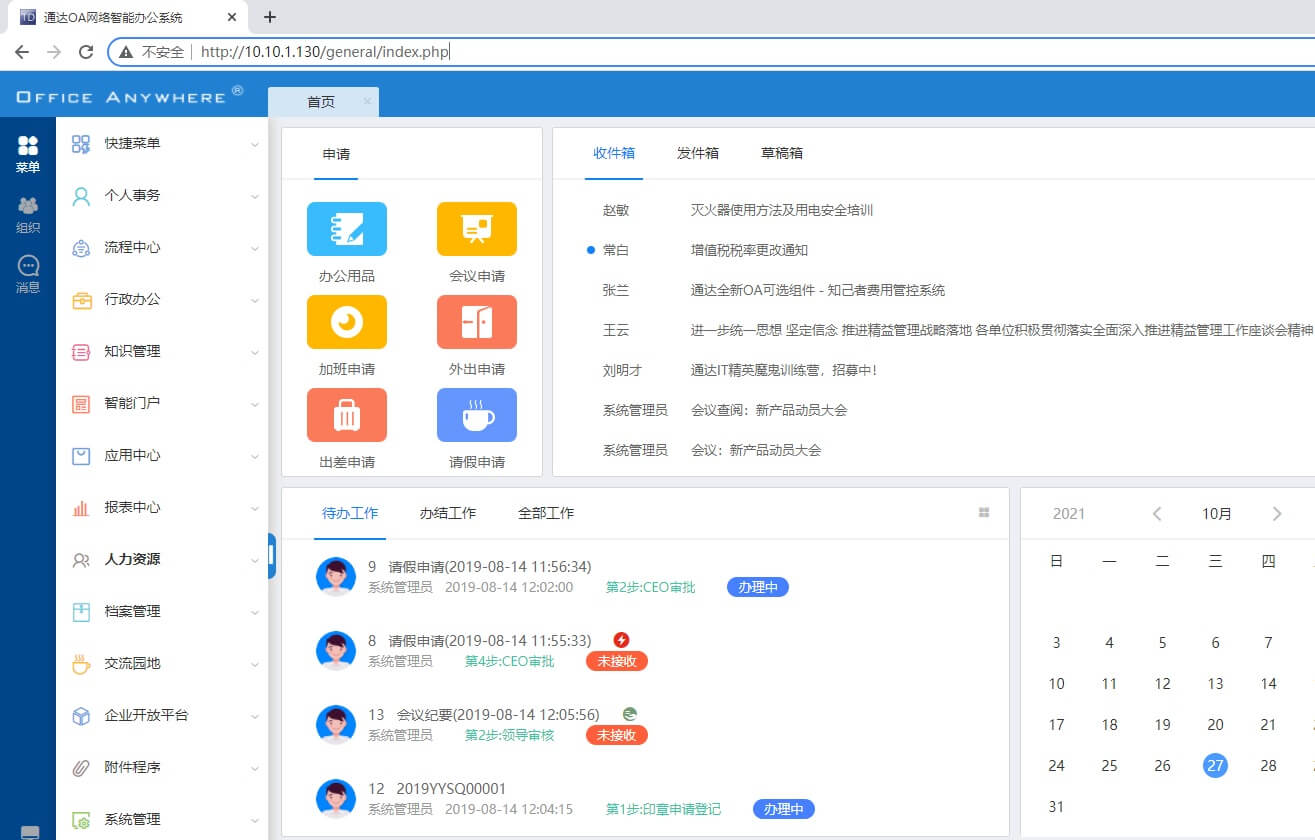 通达OA网络智能办公系统
不安全 http://10.10.1.130/general/index.php
OFFICE ANYWHERE ®
首页
菜单
组织
消息
快捷菜单
个人事务
流程中心
行政办公
知识管理
智能门户
应用中心
报表中心
人力资源
档案管理
交流园地
企业开放平台
附件程序
系统管理
申请
办公用品 会议申请
加班申请 外出申请
出差申请 请假申请
收件箱 发件箱 草稿箱
赵敏 灭火器使用方法及用电安全培训
常白 增值税税率更改通知
张兰 通达全新OA可选组件 - 知己者费用管控系统
王云 进一步统一思想 坚定信念 推进精益管理战略落地 各单位积极贯彻落实全面深入推进精益管理工作座谈会精神
刘明才 通达IT精英魔鬼训练营，招募中!
系统管理员 会议查阅：新产品动员大会
系统管理员 会议：新产品动员大会
待办工作 办结工作 全部工作
9 请假申请(2019-08-14 11:56:34)
系统管理员 2019-08-14 12:02:00 第2步:CEO审批 办理中
8 请假申请(2019-08-14 11:55:33)
系统管理员 第4步:CEO审批 未接收
13 会议纪要(2019-08-14 12:05:56)
系统管理员 第2步:领导审核 未接收
12 2019YYSQ00001
系统管理员 2019-08-14 12:04:15 第1步:印章申请登记 办理中
2021 10月
日 一 二 三 四
3 4 5 6 7
10 11 12 13 14
17 18 19 20 21
24 25 26 27 28
31